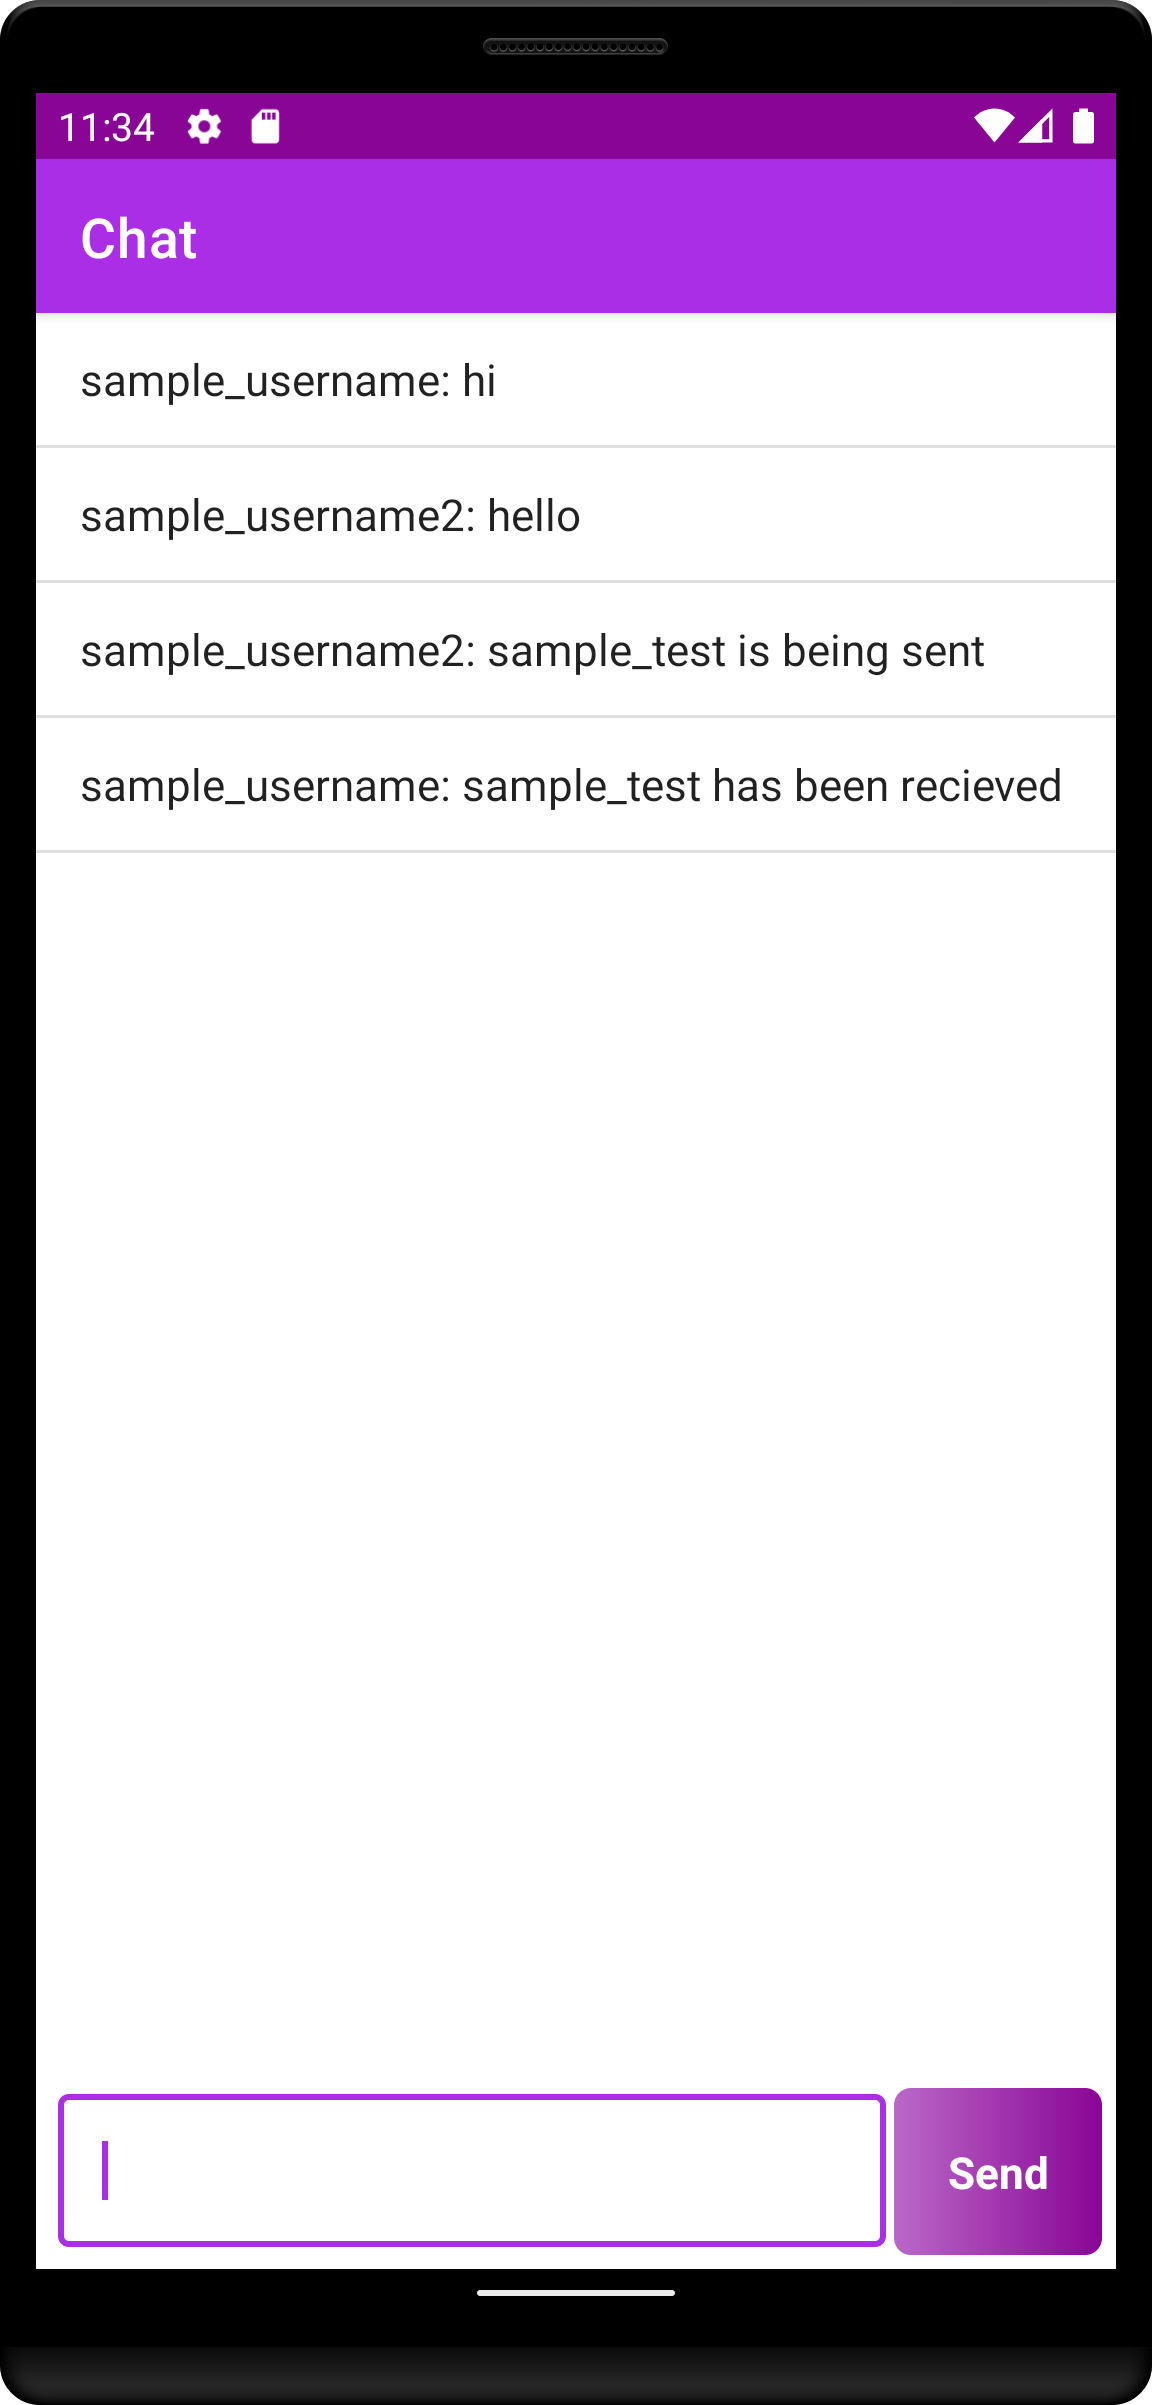 11:34
Chat
sample_username: hi
sample_username2: hello
sample_username2: sample_test is being sent
sample_username: sample_test has been recieved
Send